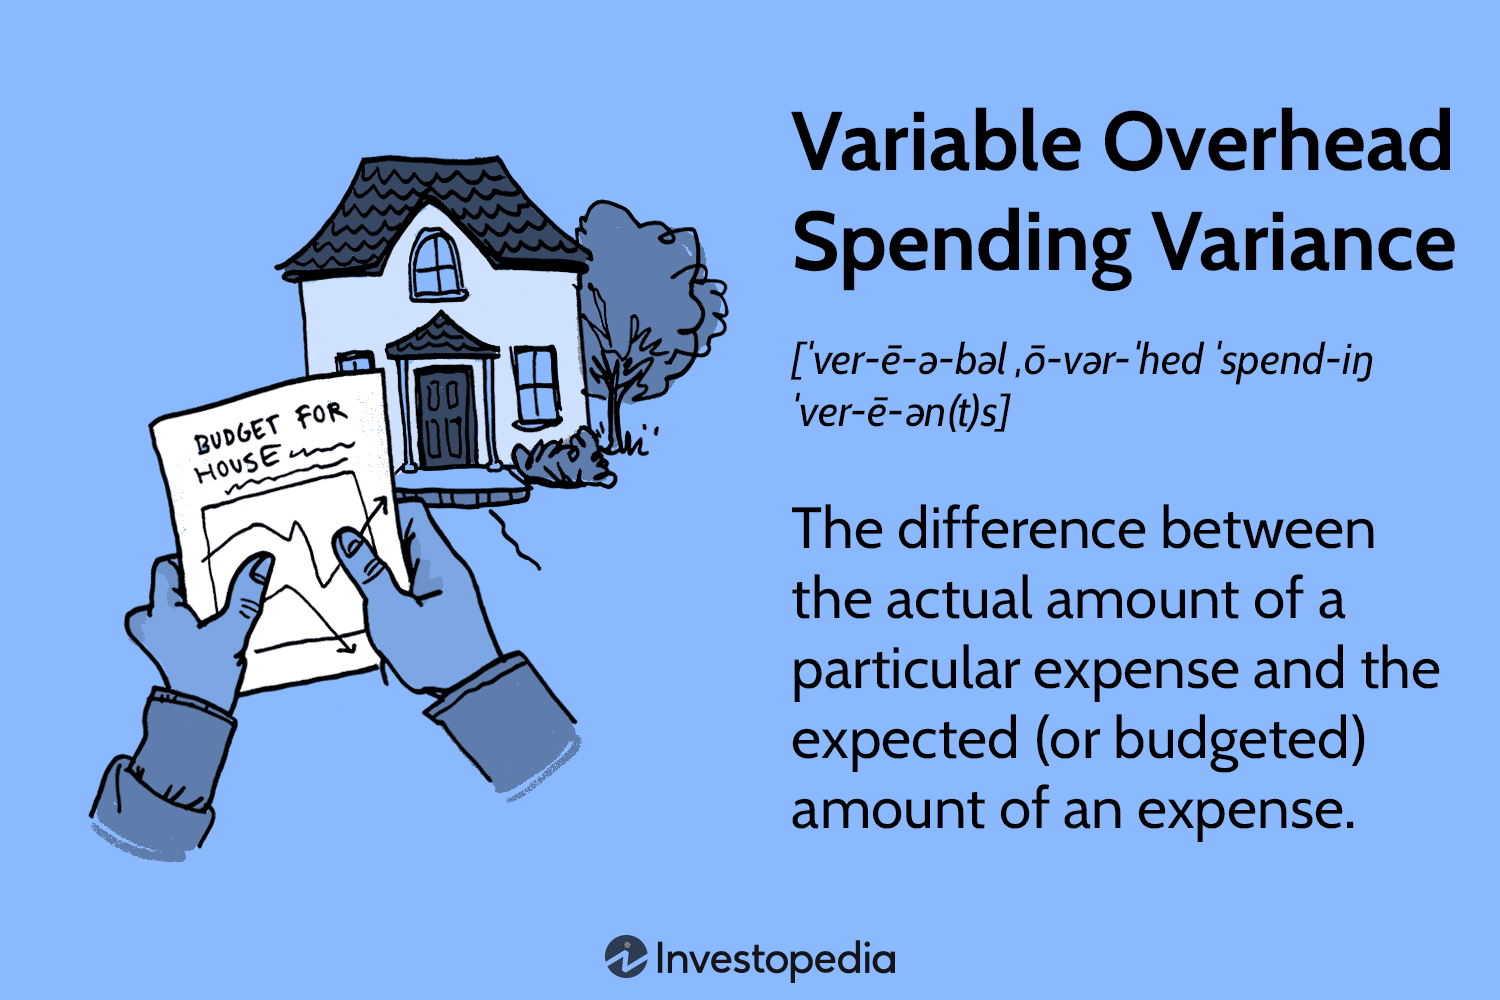 Variable Overhead
Spending Variance
[ˈver-ē-ə-bəl ˌō-vər-ˈhed ˈspend-iŋ
ˈver-ē-ən(t)s]
The difference between
the actual amount of a
particular expense and the
expected (or budgeted)
amount of an expense.
BUDGET FOR
HOUSE
Investopedia